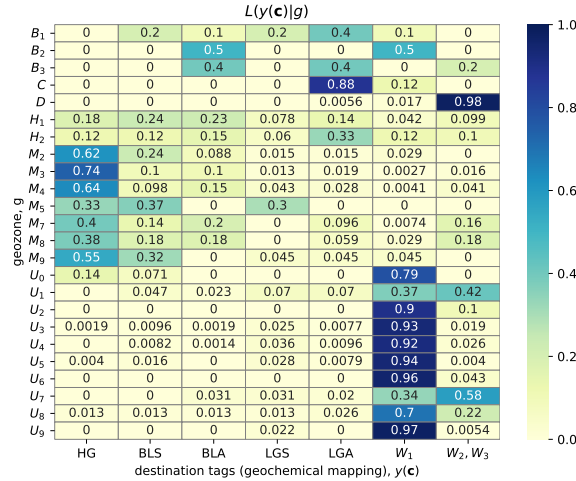 L(y(c)|g)
B₁ 0 0.2 0.1 0.2 0.4 0.1 0
B₂ 0 0 0.5 0 0 0.5 0
B₃ 0 0 0.4 0 0.4 0 0.2
C 0 0 0 0 0.88 0.12 0
D 0 0 0 0 0.0056 0.017 0.98
H₁ 0.18 0.24 0.23 0.078 0.14 0.042 0.099
H₂ 0.12 0.12 0.15 0.06 0.33 0.12 0.1
M₂ 0.62 0.24 0.088 0.015 0.015 0.029 0
M₃ 0.74 0.1 0.1 0.013 0.019 0.0027 0.016
M₄ 0.64 0.098 0.15 0.043 0.028 0.0041 0.041
M₅ 0.33 0.37 0 0.3 0 0 0
M₇ 0.4 0.14 0.2 0 0.096 0.0074 0.16
M₈ 0.38 0.18 0.18 0 0.059 0.029 0.18
M₉ 0.55 0.32 0 0.045 0.045 0.045 0
U₀ 0.14 0.071 0 0 0 0.79 0
U₁ 0 0.047 0.023 0.07 0.07 0.37 0.42
U₂ 0 0 0 0 0 0.9 0.1
U₃ 0.0019 0.0096 0.0019 0.025 0.0077 0.93 0.019
U₄ 0 0.0082 0.0014 0.036 0.0096 0.92 0.026
U₅ 0.004 0.016 0 0.028 0.0079 0.94 0.004
U₆ 0 0 0 0 0 0.96 0.043
U₇ 0 0 0.031 0.031 0.02 0.34 0.58
U₈ 0.013 0.013 0.013 0.013 0.026 0.7 0.22
U₉ 0 0 0 0.022 0 0.97 0.0054
HG BLS BLA LGS LGA W₁ W₂, W₃
destination tags (geochemical mapping), y(c)
geozone, g
1.0
0.8
0.6
0.4
0.2
0.0